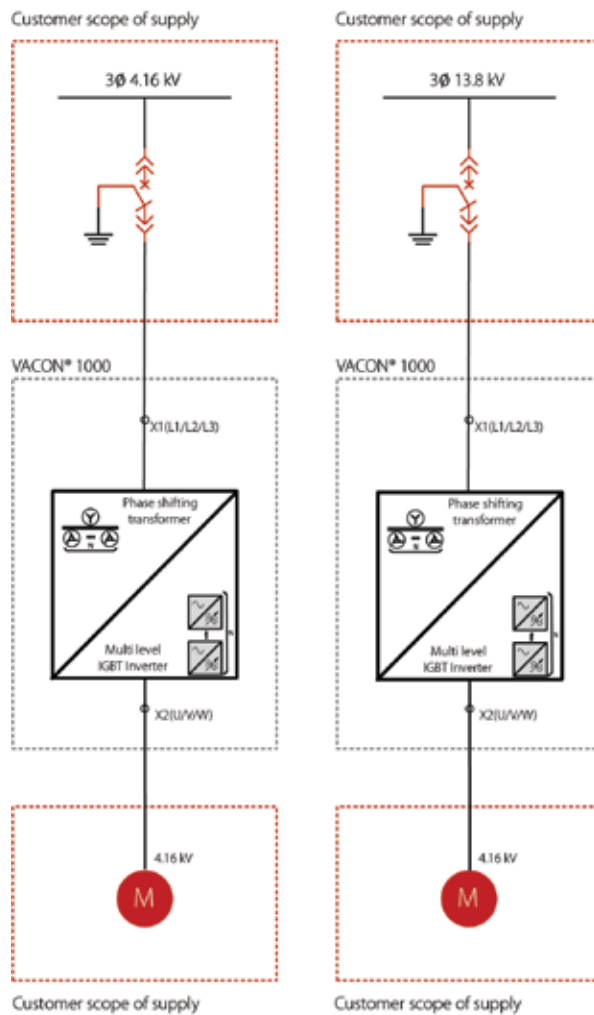 Customer scope of supply
3Ø 4.16 kV
VACON® 1000
X1(L1/L2/L3)
Phase shifting
transformer
Y
N
Multi level
IGBT Inverter
N
X2(U/V/W)
4.16 kV
M
Customer scope of supply
Customer scope of supply
3Ø 13.8 kV
VACON® 1000
X1(L1/L2/L3)
Phase shifting
transformer
Y
N
Multi level
IGBT Inverter
N
X2(U/V/W)
4.16 kV
M
Customer scope of supply